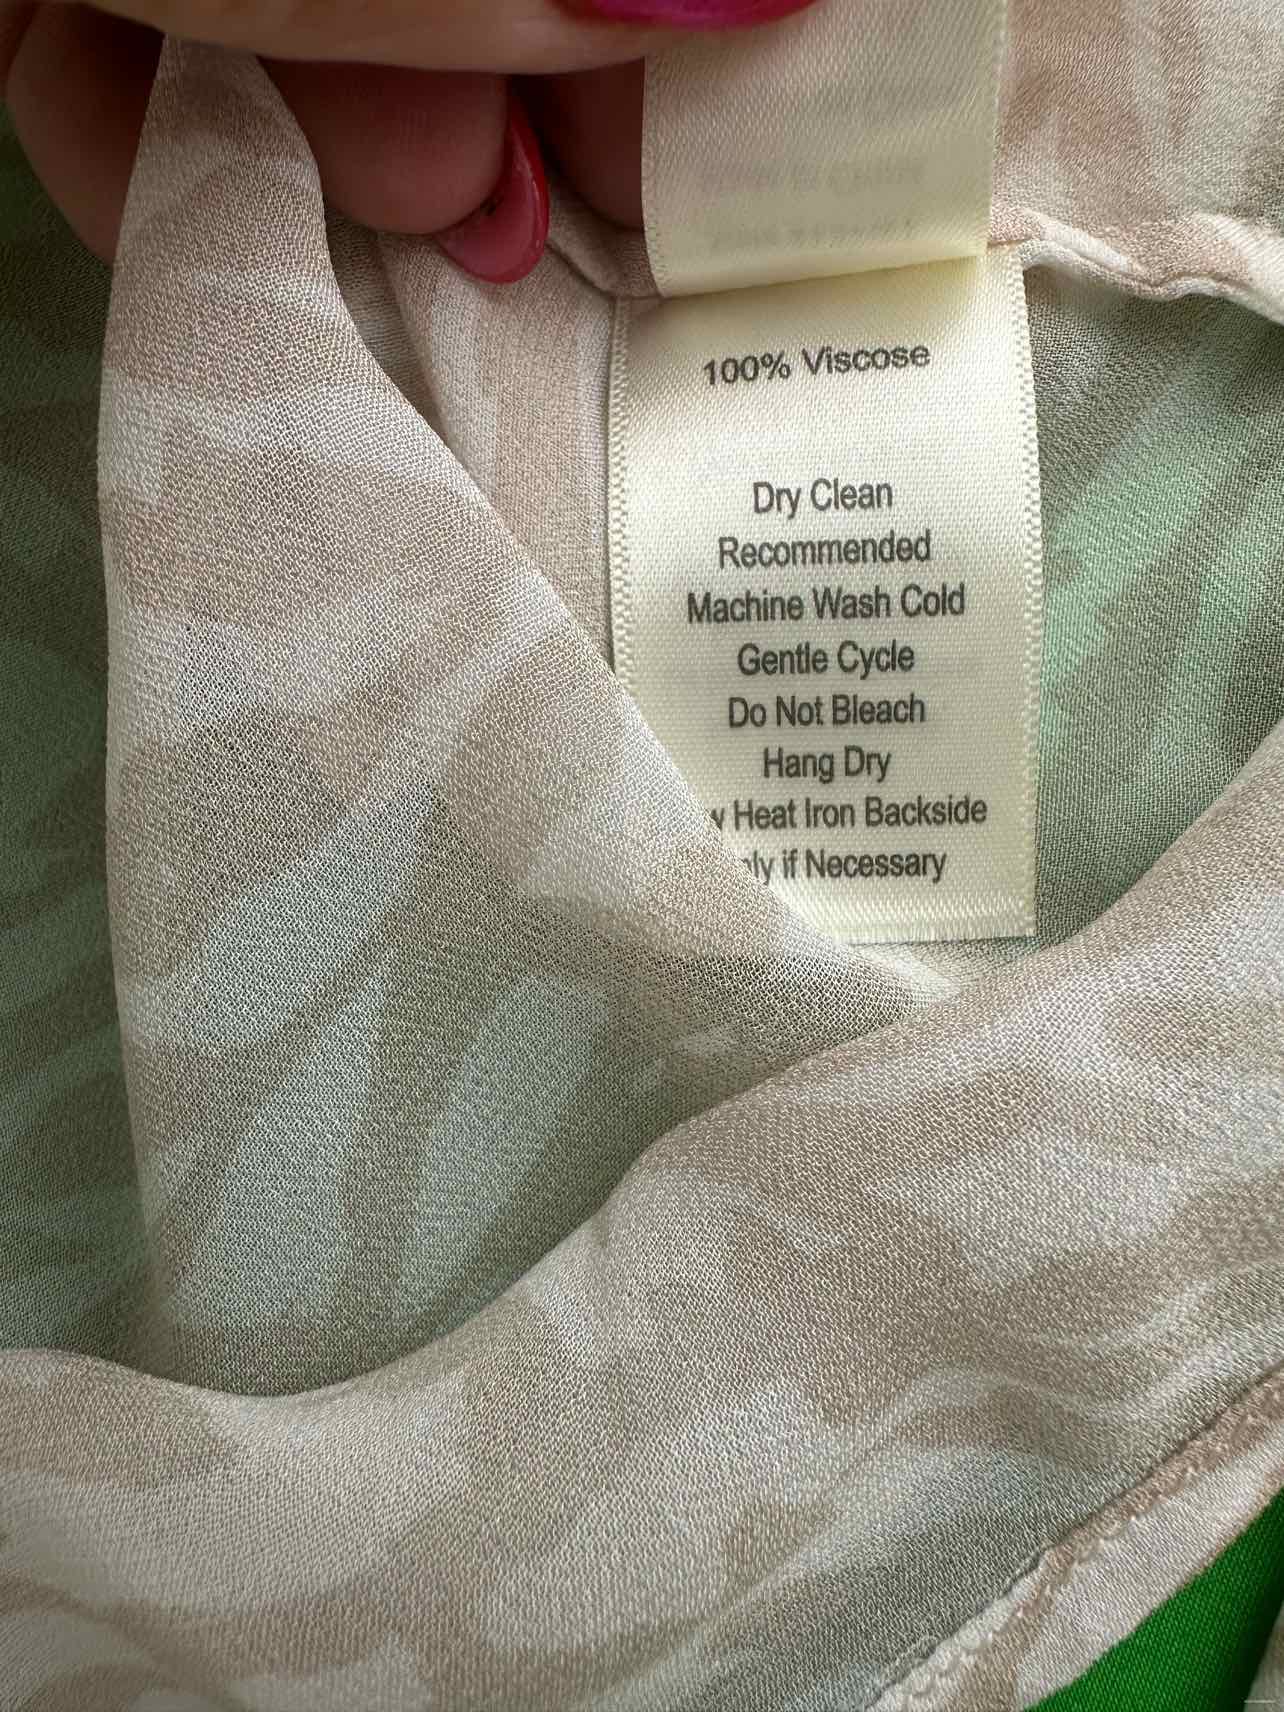 100% Viscose
Dry Clean
Recommended
Machine Wash Cold
Gentle Cycle
Do Not Bleach
Hang Dry
Heat Iron Backside
if Necessary